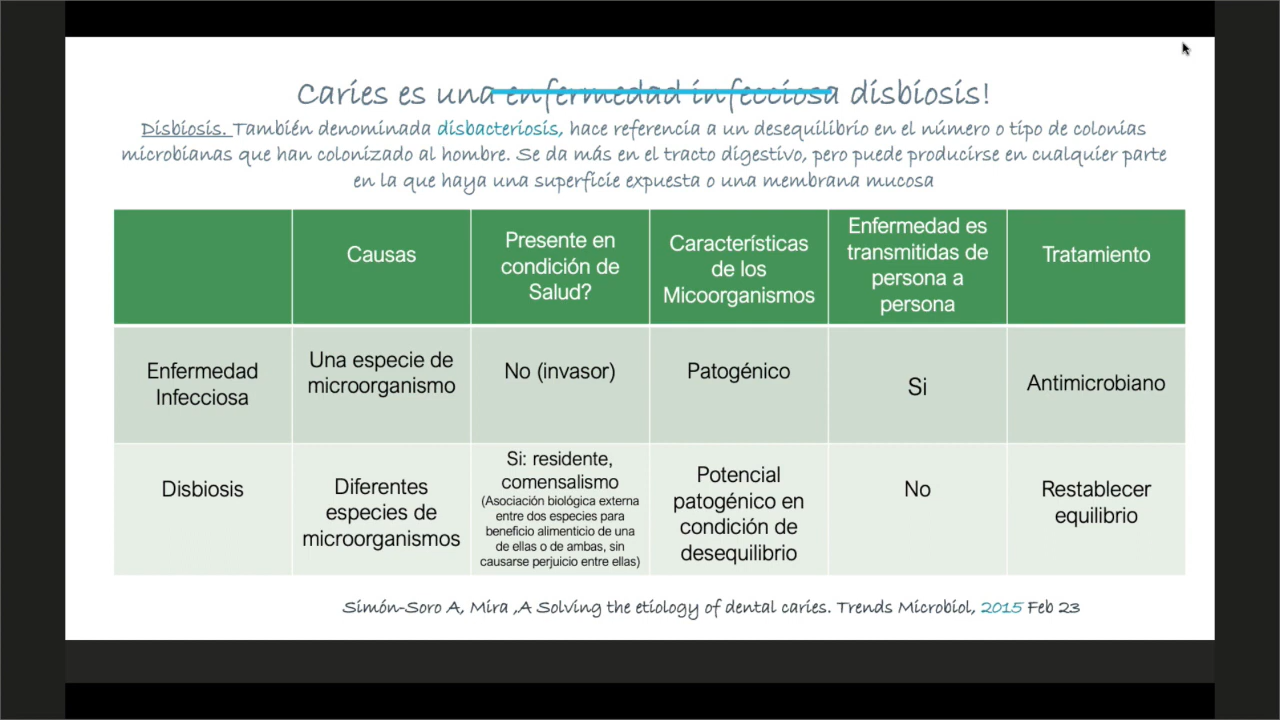 Caries es una enfermedad infecciosa disbiosis!
Disbiosis. También denominada disbacteriosis, hace referencia a un desequilibrio en el número o tipo de colonias
microbianas que han colonizado al hombre. Se da más en el tracto digestivo, pero puede producirse en cualquier parte
en la que haya una superficie expuesta o una membrana mucosa
Causas
Presente en
condición de
Salud?
Características
de los
Micoorganismos
Enfermedad es
transmitidas de
persona a
persona
Tratamiento
Enfermedad
Infecciosa
Una especie de
microorganismo
No (invasor)
Patogénico
Si
Antimicrobiano
Disbiosis
Diferentes
especies de
microorganismos
Si: residente,
comensalismo
(Asociación biológica externa
entre dos especies para
beneficio alimenticio de una
de ellas o de ambas, sin
causarse perjuicio entre ellas)
Potencial
patogénico en
condición de
desequilibrio
No
Restablecer
equilibrio
Simón-Soro A, Mira ,A Solving the etiology of dental caries. Trends Microbiol, 2015 Feb 23